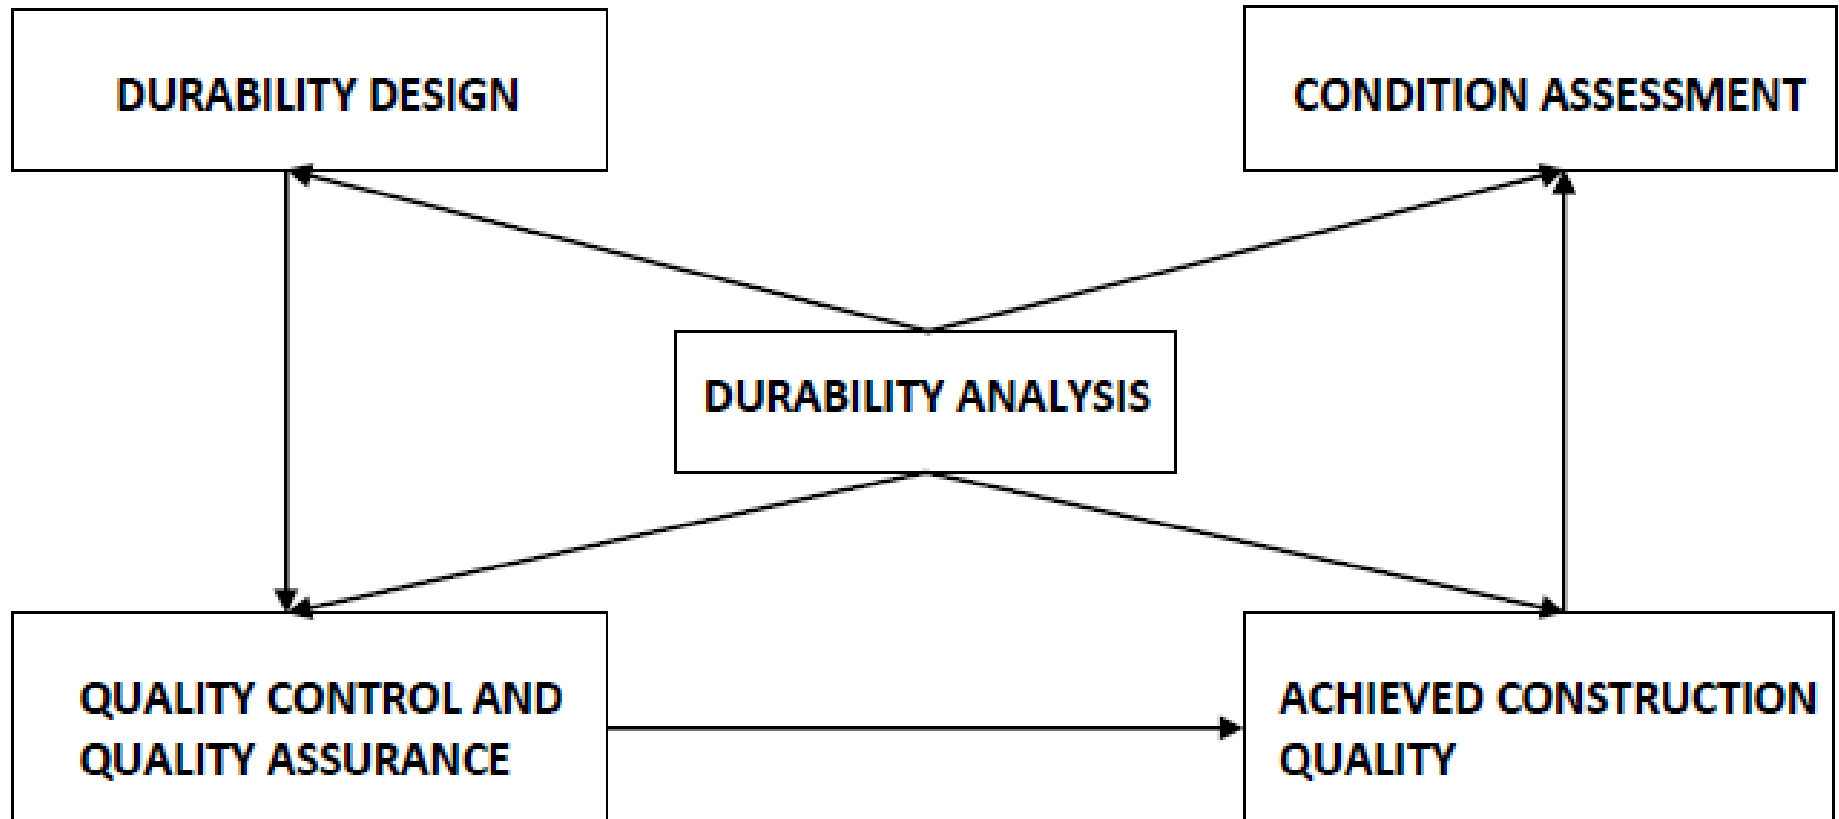 DURABILITY DESIGN
CONDITION ASSESSMENT
DURABILITY ANALYSIS
QUALITY CONTROL AND
QUALITY ASSURANCE
ACHIEVED CONSTRUCTION
QUALITY